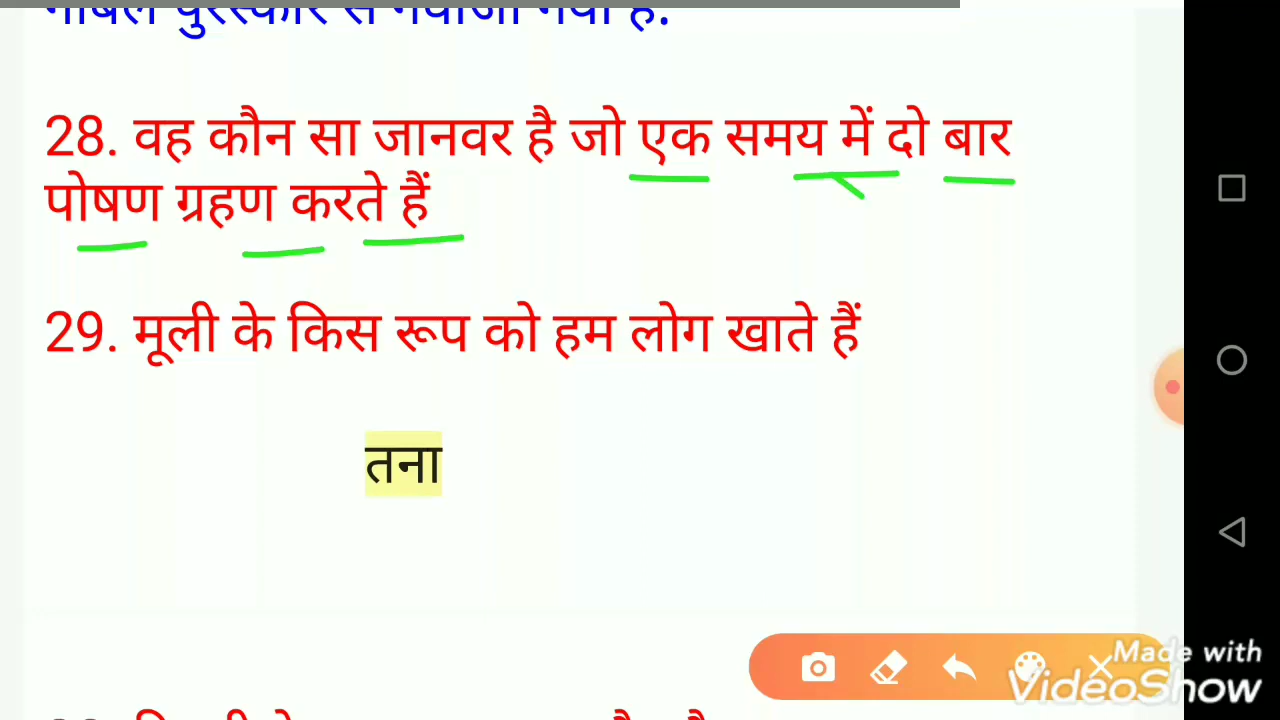 28. वह कौन सा जानवर है जो एक समय में दो बार
पोषण ग्रहण करते हैं
29. मूली के किस रूप को हम लोग खाते हैं
तना
Made with
VideoShow